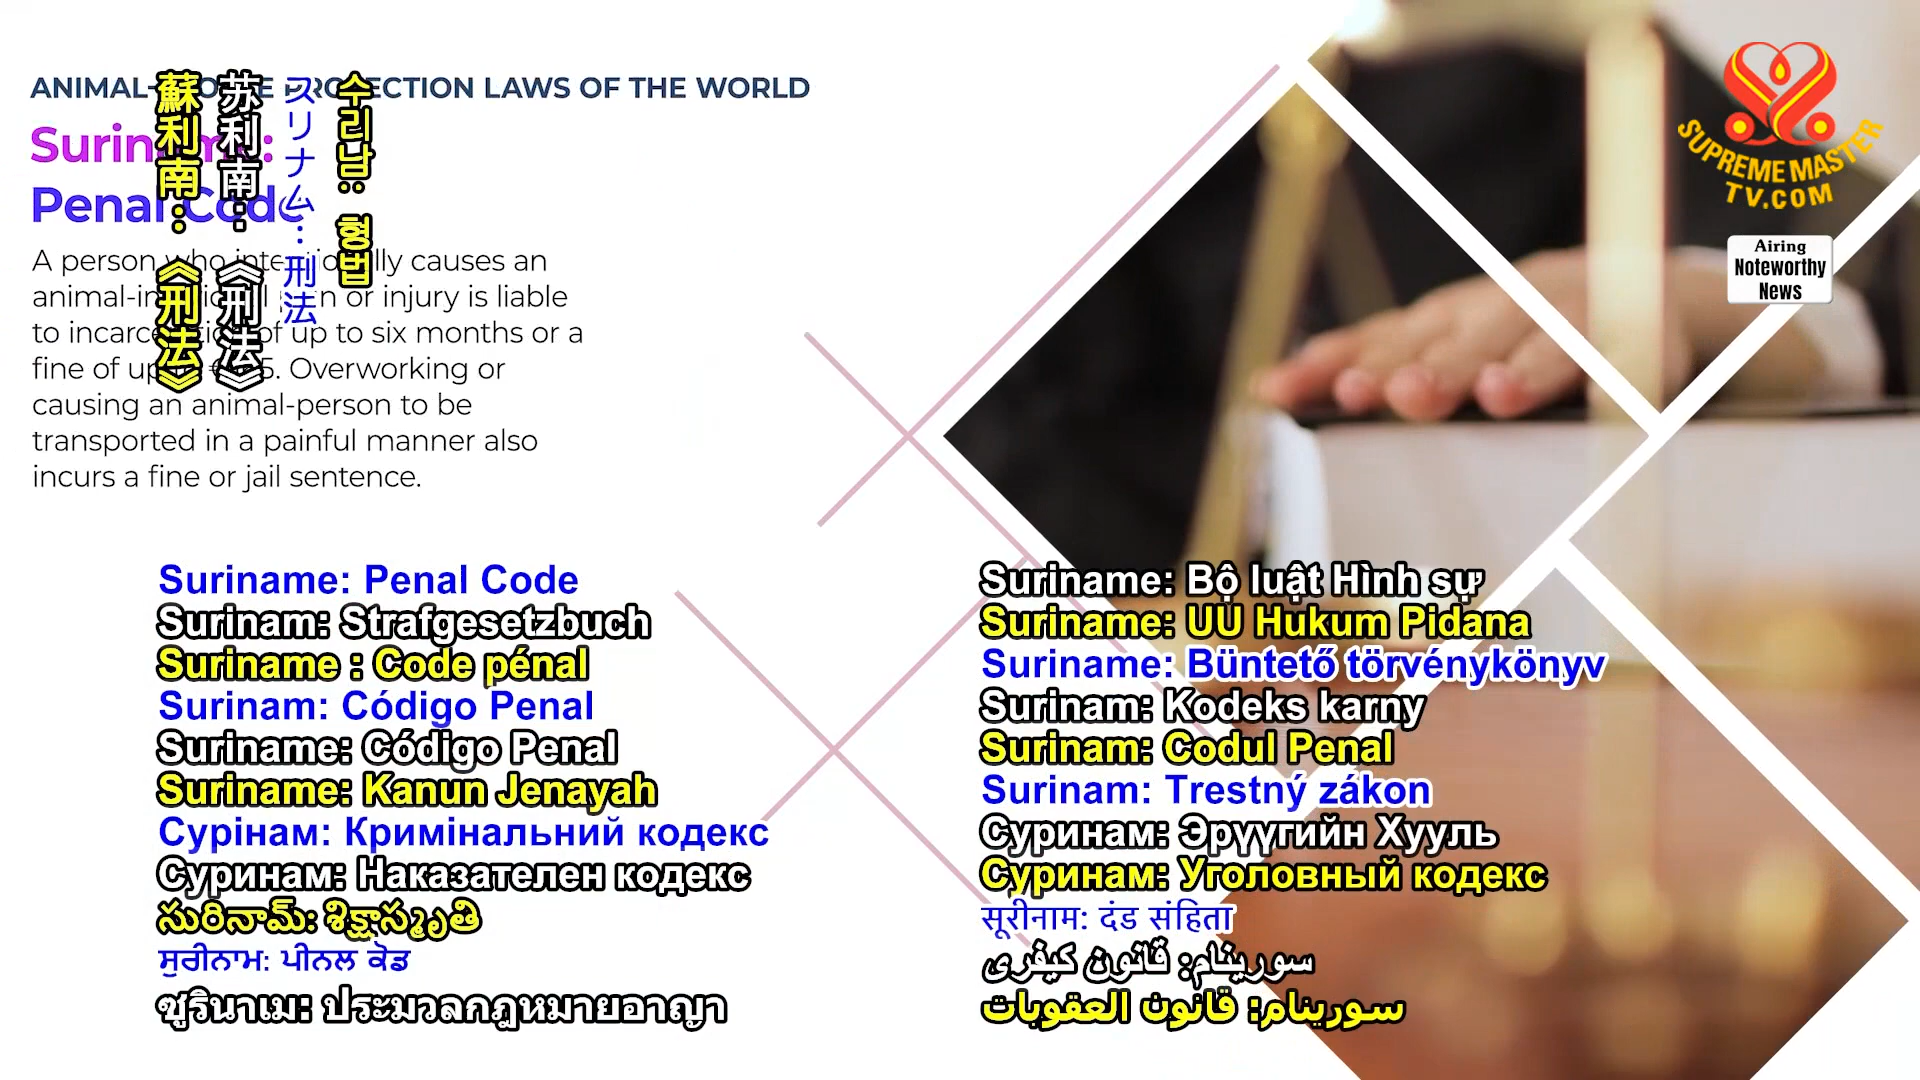 ANIMAL- PROTECTION LAWS OF THE WORLD
Suriname:
Penal Code
A person who intentionally causes an
animal- pain or injury is liable
to incarceration of up to six months or a
fine of up Overworking or
causing an animal-person to be
transported in a painful manner also
incurs a fine or jail sentence.
蘇利南：《刑法》
苏利南：《刑法》
スリナム：刑法
수리남: 형법
SUPREME MASTER
TV.COM
Airing
Noteworthy
News
Suriname: Penal Code
Surinam: Strafgesetzbuch
Suriname : Code pénal
Surinam: Código Penal
Suriname: Código Penal
Suriname: Kanun Jenayah
Сурінам: Кримінальний кодекс
Суринам: Наказателен кодекс
సురినామ్: శిక్షాస్మృతి
ਸੁਰੀਨਾਮ: ਪੀਨਲ ਕੋਡ
ซูรินาเม: ประมวลกฎหมายอาญา
Suriname: Bộ luật Hình sự
Suriname: UU Hukum Pidana
Suriname: Büntető törvénykönyv
Surinam: Kodeks karny
Surinam: Codul Penal
Surinam: Trestný zákon
Суринам: Эрүүгийн Хууль
Суринам: Уголовный кодекс
सूरीनाम: दंड संहिता
سورینام: قانون کیفری
سورينام: قانون العقوبات